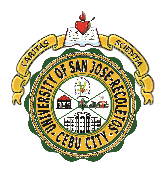 CARITAS
SCIENTIA
UNIVERSITY OF SAN JOSE-RECOLETOS
CEBU CITY